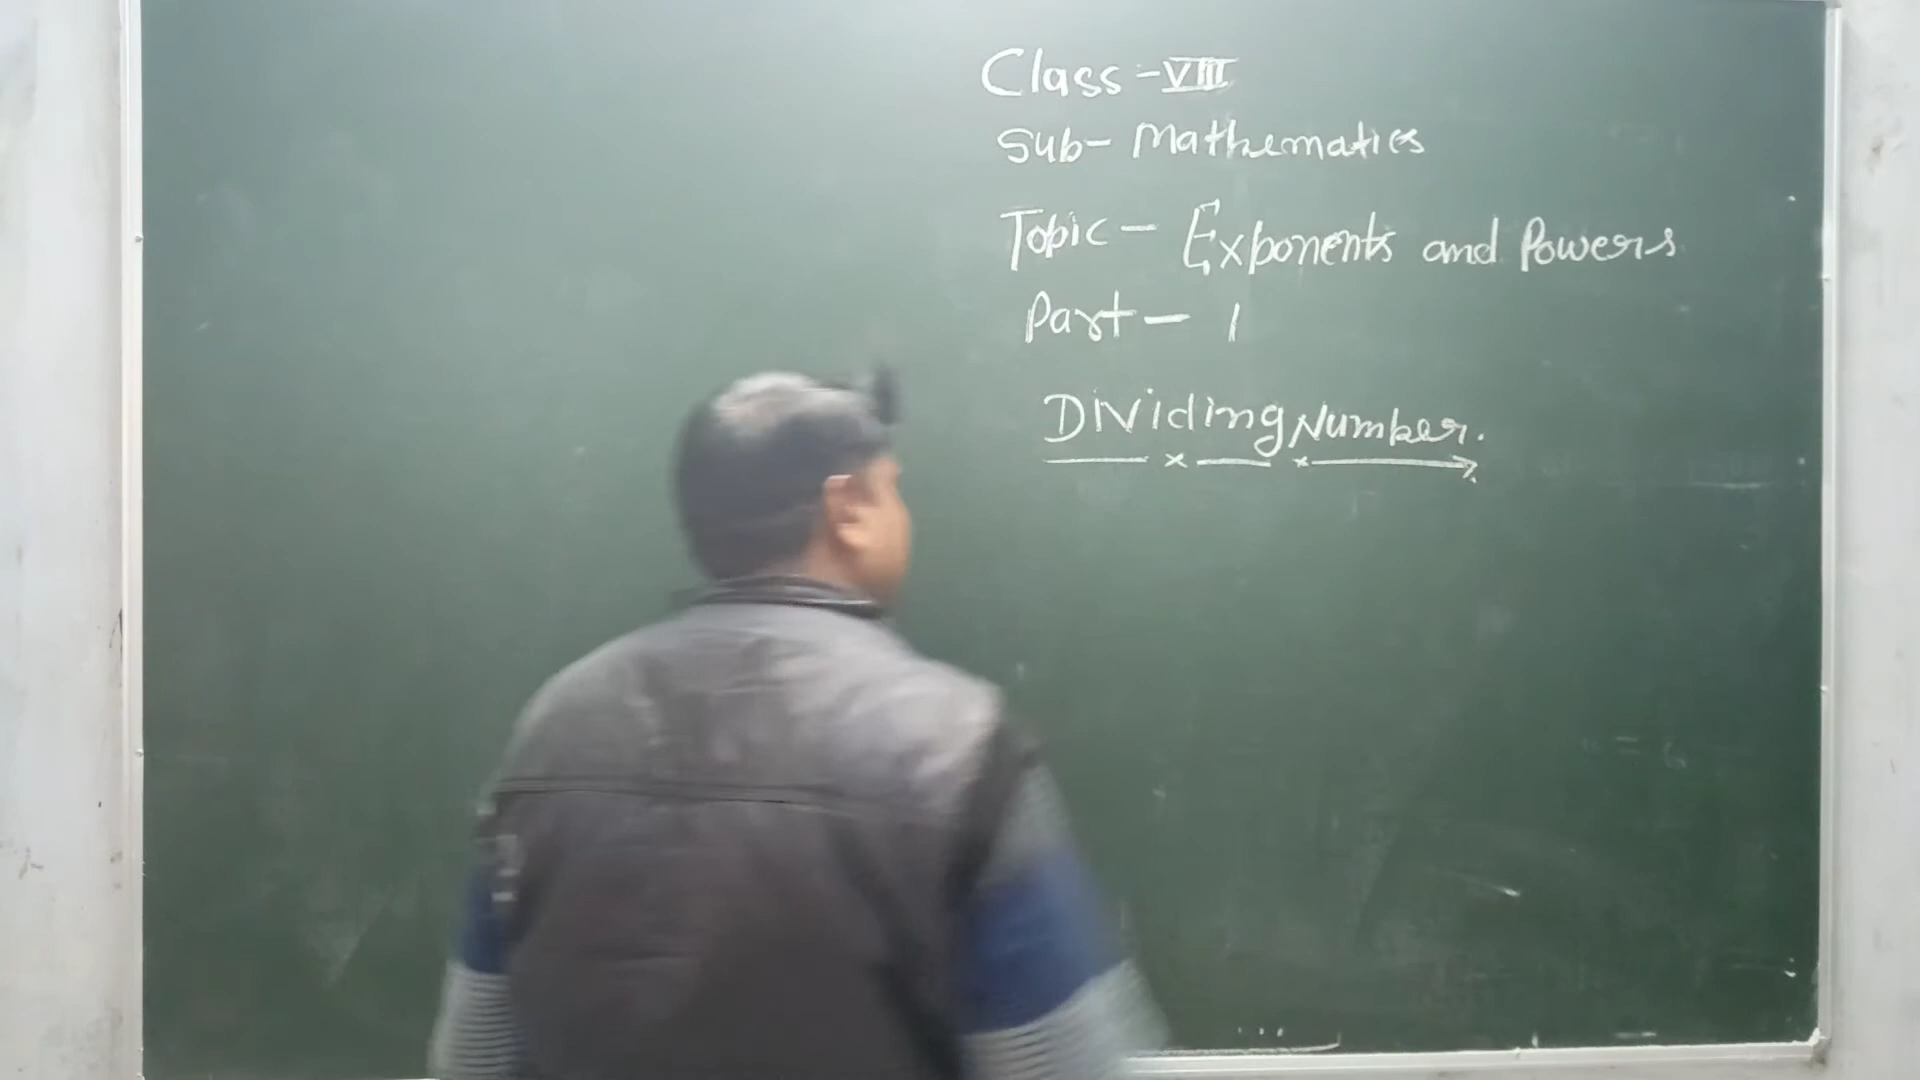 Class - VIII
Sub - Mathematics
Topic - Exponents and Powers
Part - 1
Dividing Number.